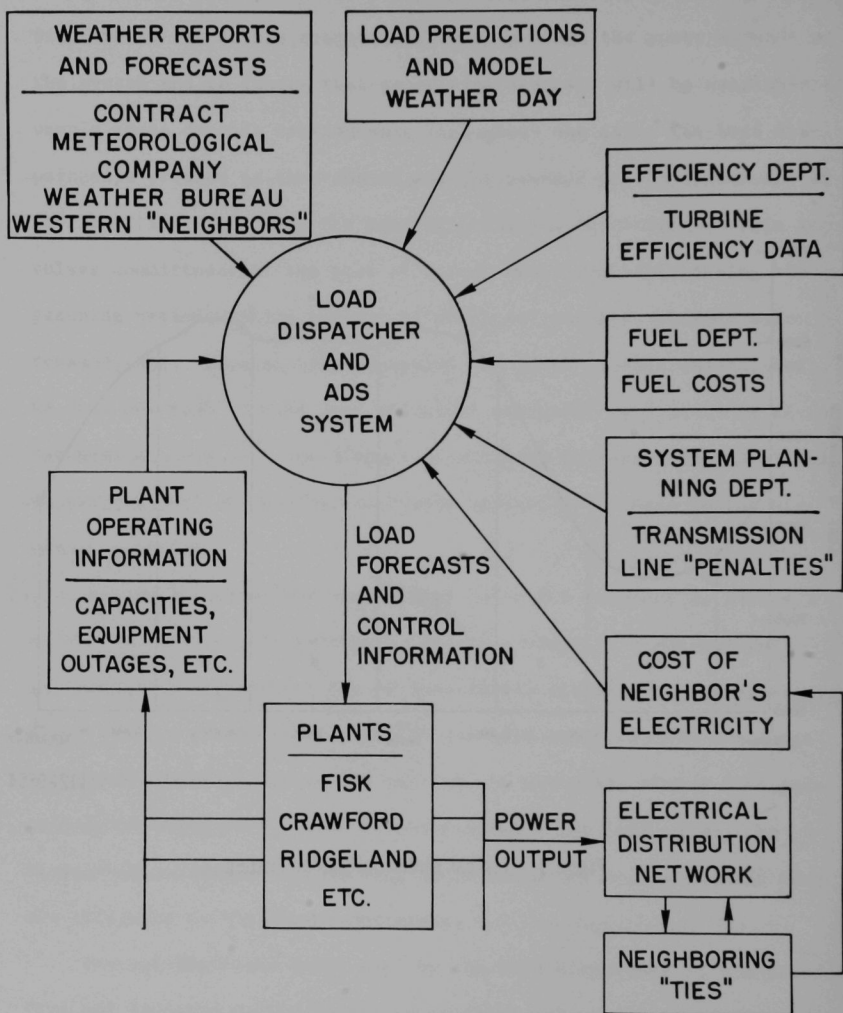 WEATHER REPORTS
AND FORECASTS
CONTRACT
METEOROLOGICAL
COMPANY
WEATHER BUREAU
WESTERN "NEIGHBORS"
LOAD PREDICTIONS
AND MODEL
WEATHER DAY
EFFICIENCY DEPT.
TURBINE
EFFICIENCY DATA
LOAD
DISPATCHER
AND
ADS
SYSTEM
FUEL DEPT.
FUEL COSTS
SYSTEM PLAN-
NING DEPT.
TRANSMISSION
LINE "PENALTIES"
PLANT
OPERATING
INFORMATION
CAPACITIES,
EQUIPMENT
OUTAGES, ETC.
LOAD
FORECASTS
AND
CONTROL
INFORMATION
COST OF
NEIGHBOR'S
ELECTRICITY
PLANTS
FISK
CRAWFORD
RIDGELAND
ETC.
POWER
OUTPUT
ELECTRICAL
DISTRIBUTION
NETWORK
NEIGHBORING
"TIES"